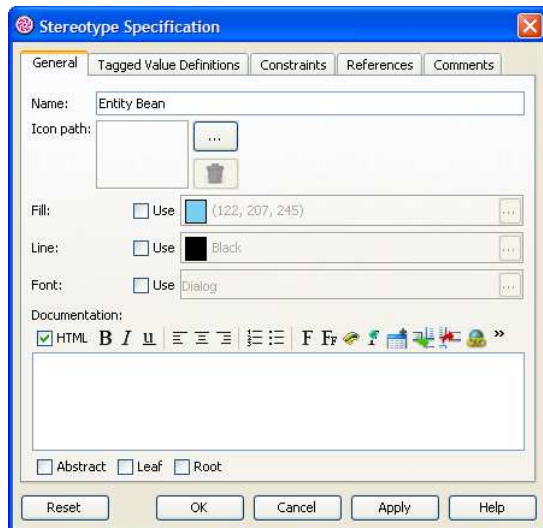 Stereotype Specification
General Tagged Value Definitions Constraints References Comments
Name: Entity Bean
Icon path: ...
Fill: Use (122, 207, 245) ...
Line: Use Black ...
Font: Use Dialog ...
Documentation:
HTML B I u F FF »
Abstract Leaf Root
Reset OK Cancel Apply Help